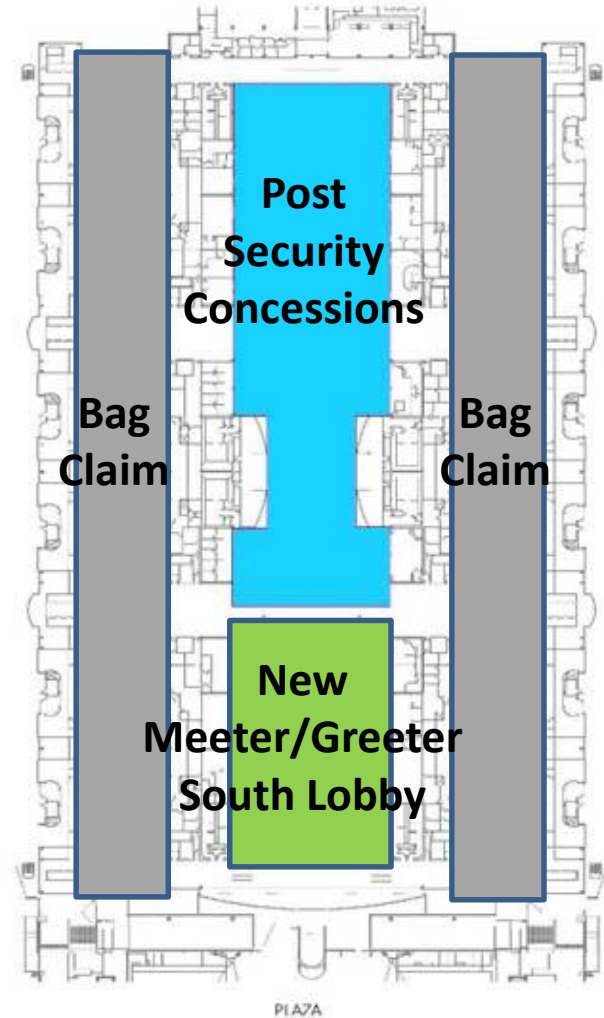 Post
Security
Concessions
Bag
Claim
Bag
Claim
New
Meeter/Greeter
South Lobby
PLAZA